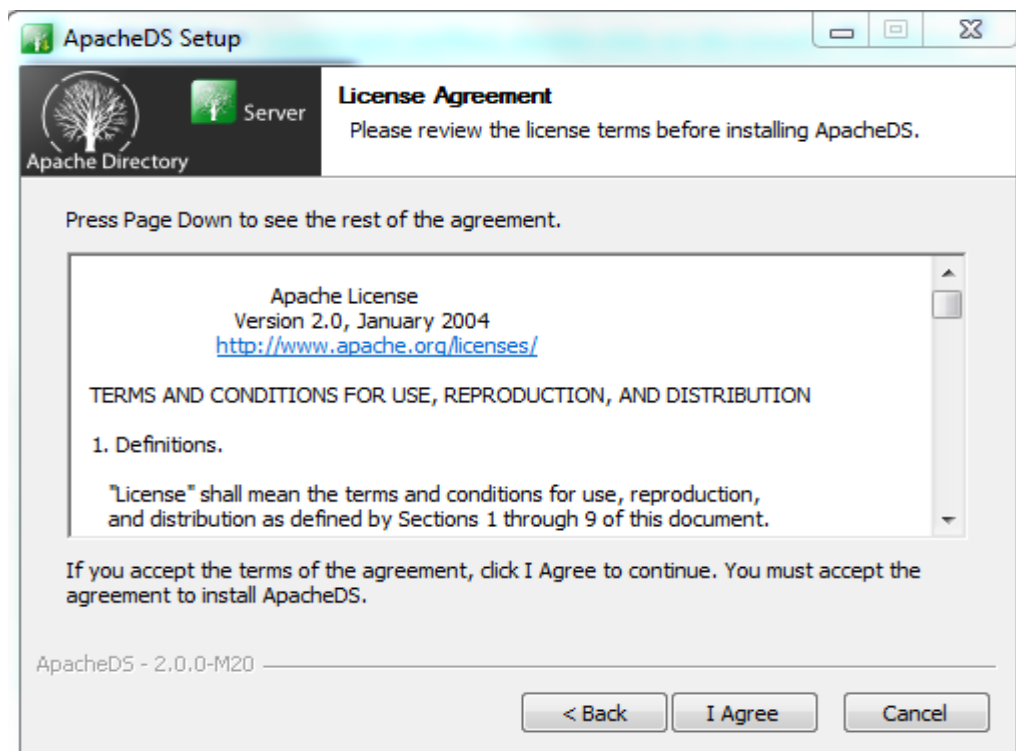 ApacheDS Setup
Apache Directory
Server
License Agreement
Please review the license terms before installing ApacheDS.
Press Page Down to see the rest of the agreement.
Apache License
Version 2.0, January 2004
http://www.apache.org/licenses/
TERMS AND CONDITIONS FOR USE, REPRODUCTION, AND DISTRIBUTION
1. Definitions.
"License" shall mean the terms and conditions for use, reproduction,
and distribution as defined by Sections 1 through 9 of this document.
If you accept the terms of the agreement, click I Agree to continue. You must accept the
agreement to install ApacheDS.
ApacheDS - 2.0.0-M20
< Back
I Agree
Cancel